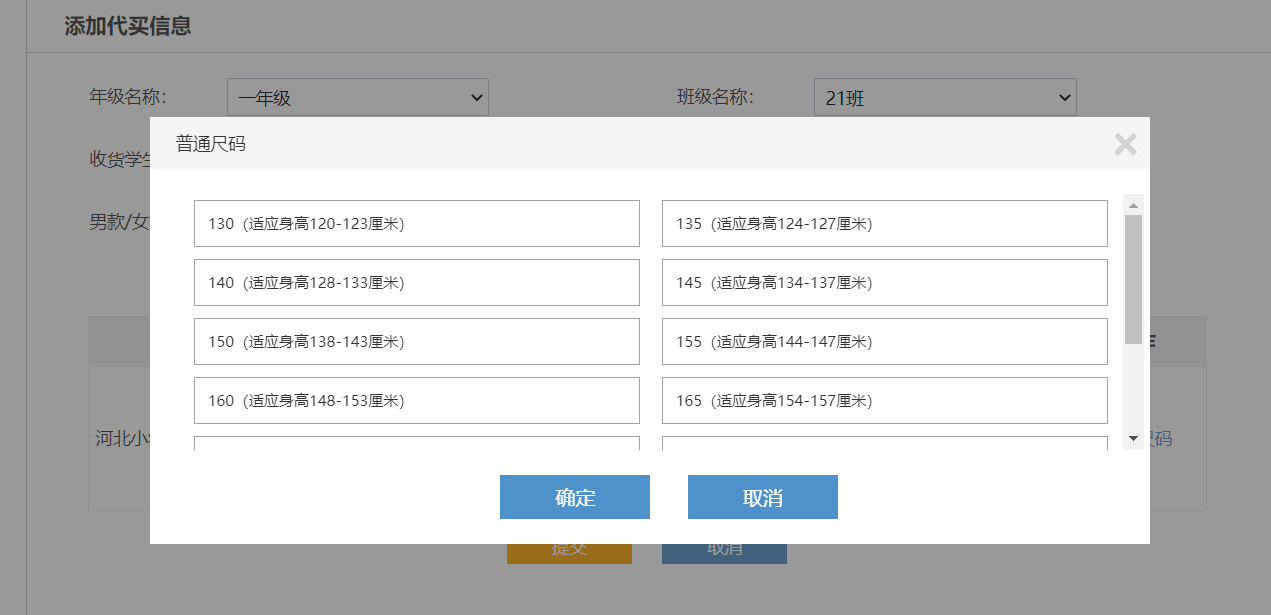 添加代买信息
年级名称：
一年级
班级名称：
21班
普通尺码
收货学生
130（适应身高120-123厘米）
135（适应身高124-127厘米）
男款/女
140（适应身高128-133厘米）
145（适应身高134-137厘米）
150（适应身高138-143厘米）
155（适应身高144-147厘米）
160（适应身高148-153厘米）
165（适应身高154-157厘米）
河北小
码
确定
取消
提交
取消